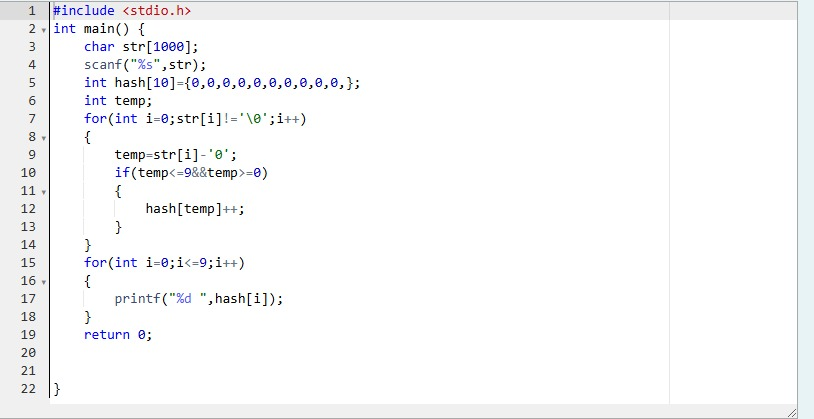 1 #include <stdio.h>
2 int main() {
3     char str[1000];
4     scanf("%s",str);
5     int hash[10]={0,0,0,0,0,0,0,0,0,0,};
6     int temp;
7     for(int i=0;str[i]!='\0';i++)
8     {
9         temp=str[i]-'0';
10         if(temp<=9&&temp>=0)
11         {
12             hash[temp]++;
13         }
14     }
15     for(int i=0;i<=9;i++)
16     {
17         printf("%d ",hash[i]);
18     }
19     return 0;
20
21
22 }